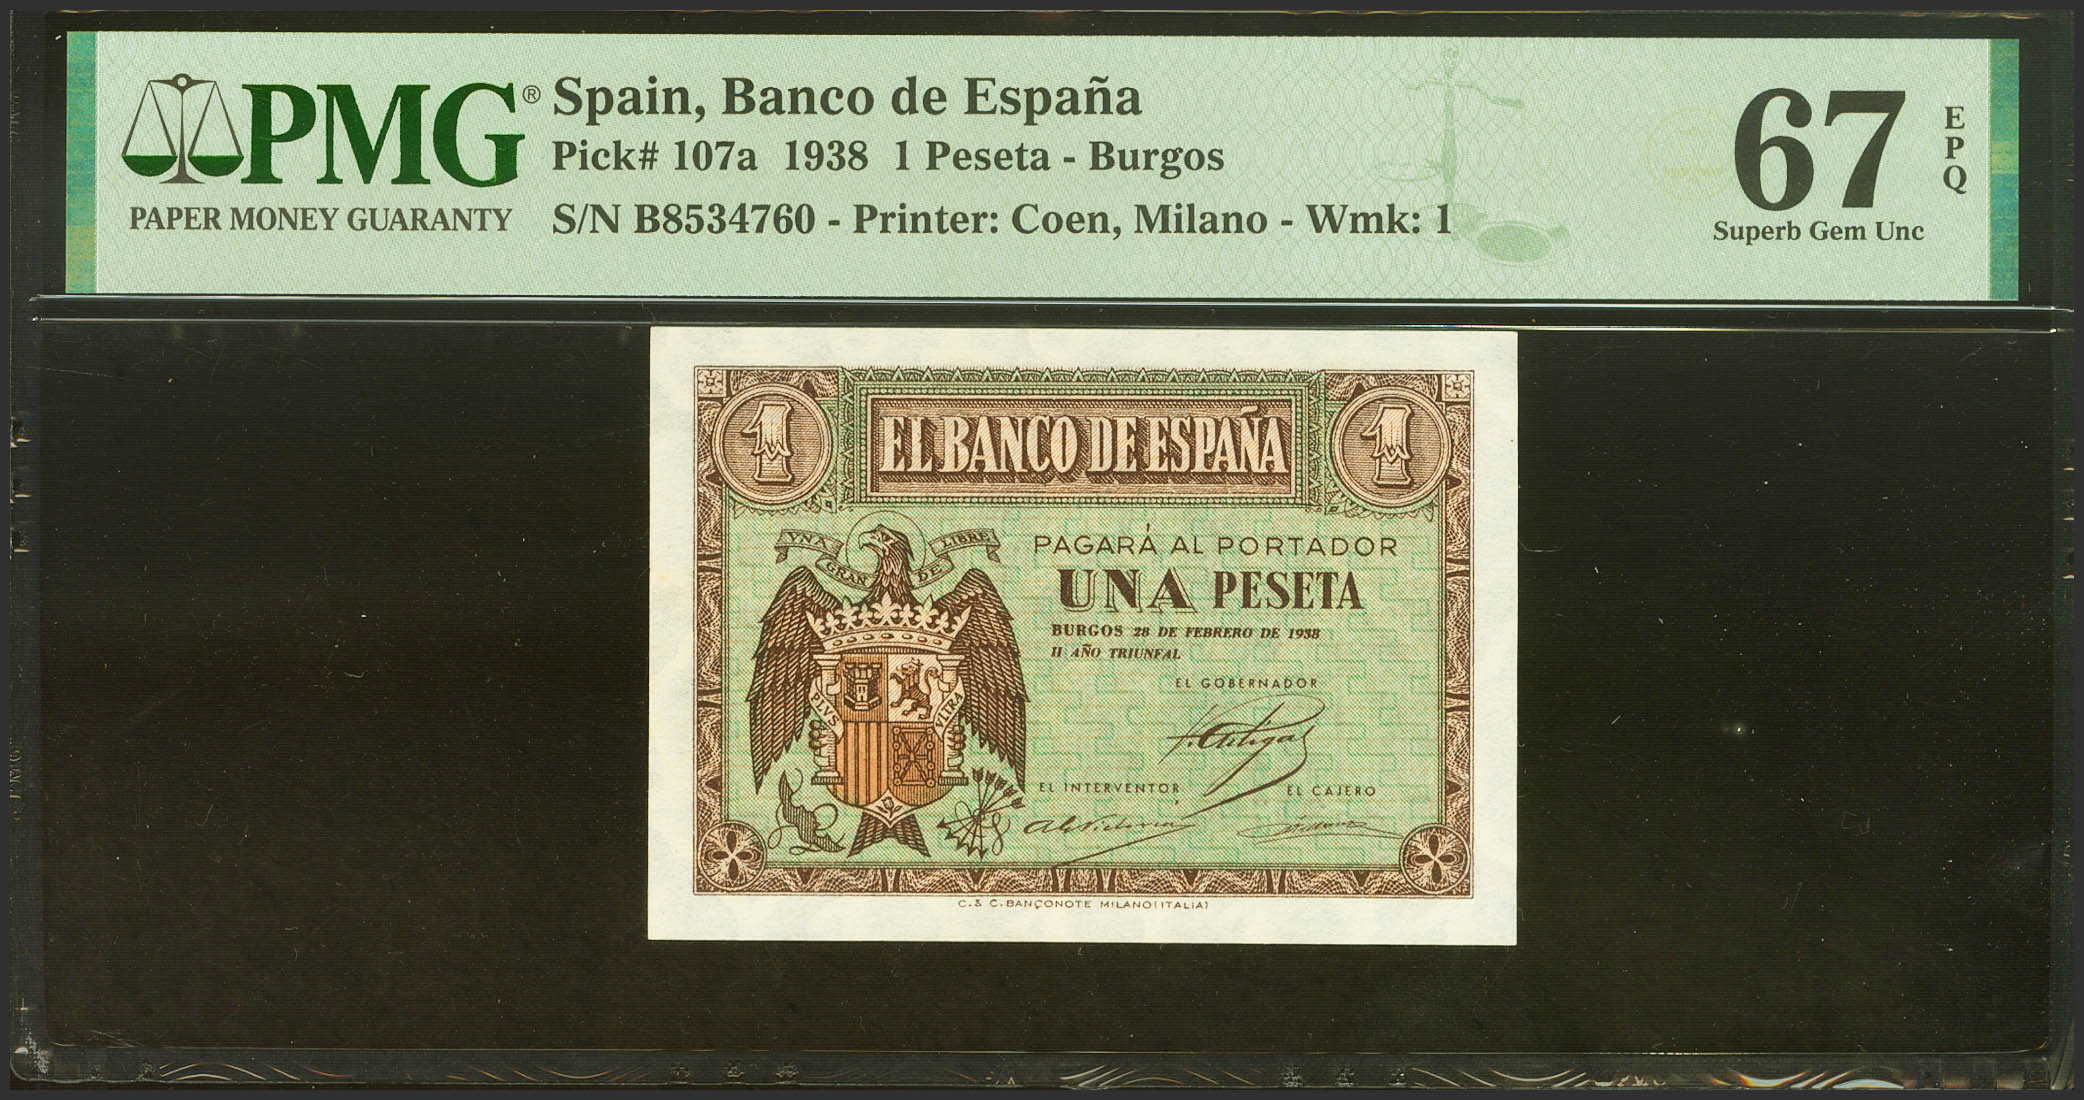 PMG®
PAPER MONEY GUARANTY
Spain, Banco de España
Pick# 107a 1938 1 Peseta - Burgos
S/N B8534760 - Printer: Coen, Milano - Wmk: 1
67
EPQ
Superb Gem Unc
1
EL BANCO DE ESPAÑA
1
VNA GRAN DE LIBRE
PLVS VLTRA
PAGARÁ AL PORTADOR
UNA PESETA
BURGOS 28 DE FEBRERO DE 1938
II AÑO TRIUNFAL
EL GOBERNADOR
EL INTERVENTOR
EL CAJERO
C. & C. BANCONOTE MILANO (ITALIA)